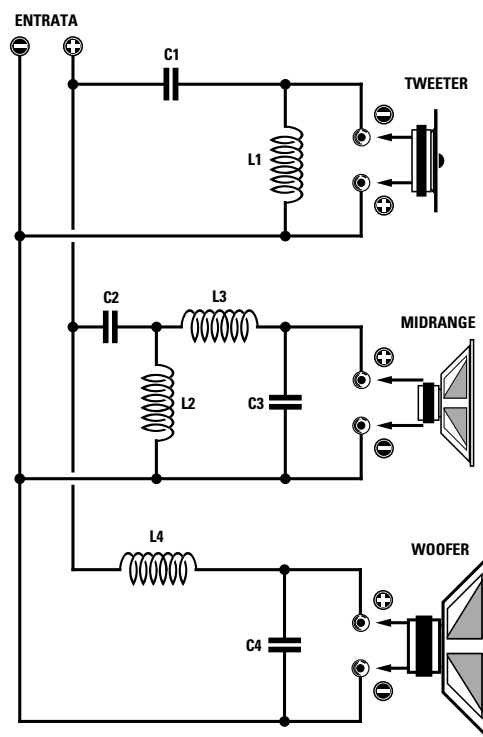 ENTRATA
− +
C1
TWEETER
−
L1
+
C2
L3
MIDRANGE
+
L2
C3
−
L4
WOOFER
+
C4
−